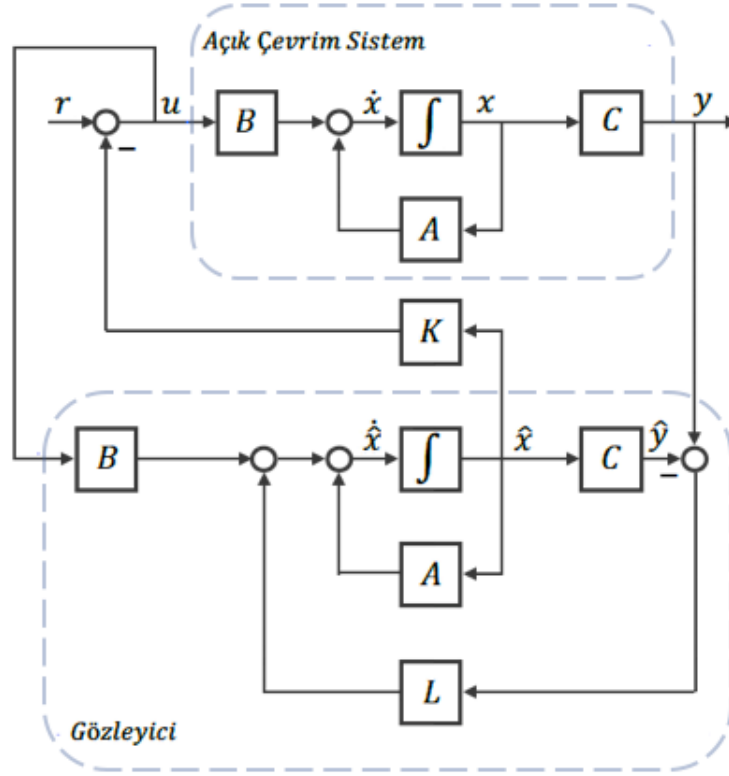 Açık Çevrim Sistem
r − u B ẋ ∫ x C y
A
K
B x̂̇ ∫ x̂ C ŷ −
A
L
Gözleyici